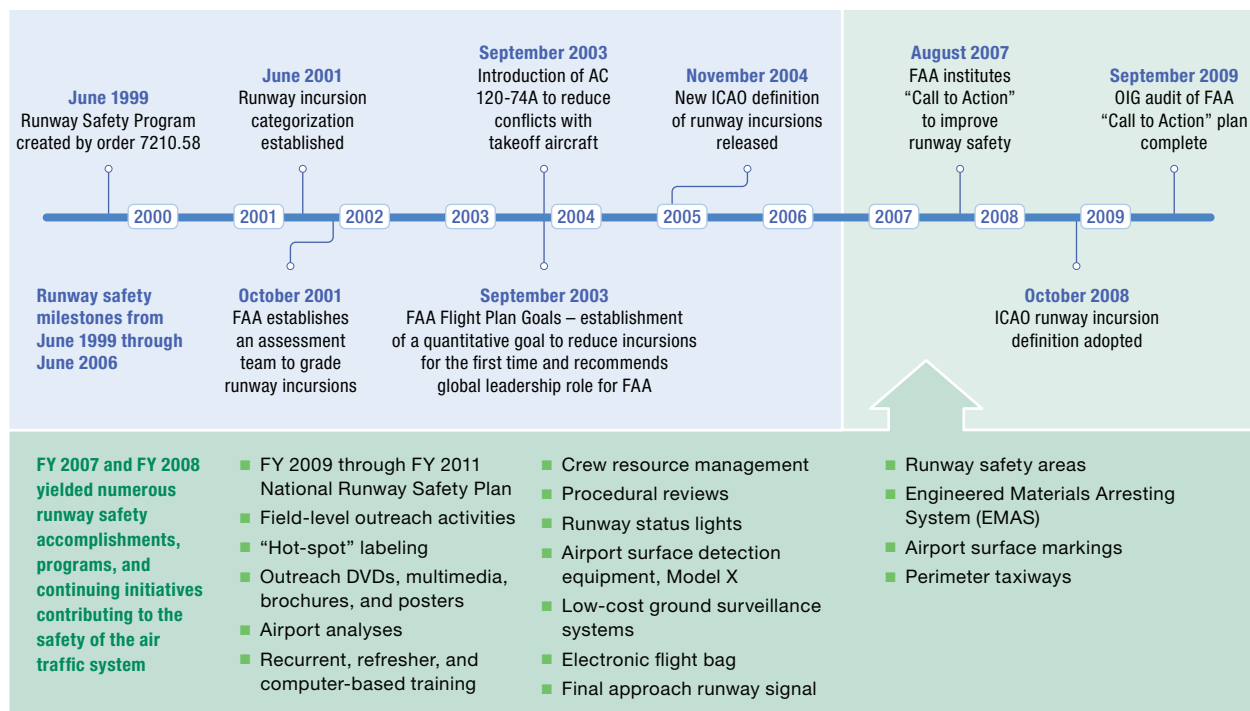 June 1999
Runway Safety Program
created by order 7210.58
June 2001
Runway incursion
categorization
established
September 2003
Introduction of AC
120-74A to reduce
conflicts with
takeoff aircraft
November 2004
New ICAO definition
of runway incursions
released
August 2007
FAA institutes
“Call to Action”
to improve
runway safety
September 2009
OIG audit of FAA
“Call to Action” plan
complete
2000
2001
2002
2003
2004
2005
2006
2007
2008
2009
Runway safety
milestones from
June 1999 through
June 2006
October 2001
FAA establishes
an assessment
team to grade
runway incursions
September 2003
FAA Flight Plan Goals – establishment
of a quantitative goal to reduce incursions
for the first time and recommends
global leadership role for FAA
October 2008
ICAO runway incursion
definition adopted
FY 2007 and FY 2008
yielded numerous
runway safety
accomplishments,
programs, and
continuing initiatives
contributing to the
safety of the air
traffic system
■ FY 2009 through FY 2011
National Runway Safety Plan
■ Field-level outreach activities
■ “Hot-spot” labeling
■ Outreach DVDs, multimedia,
brochures, and posters
■ Airport analyses
■ Recurrent, refresher, and
computer-based training
■ Crew resource management
■ Procedural reviews
■ Runway status lights
■ Airport surface detection
equipment, Model X
■ Low-cost ground surveillance
systems
■ Electronic flight bag
■ Final approach runway signal
■ Runway safety areas
■ Engineered Materials Arresting
System (EMAS)
■ Airport surface markings
■ Perimeter taxiways